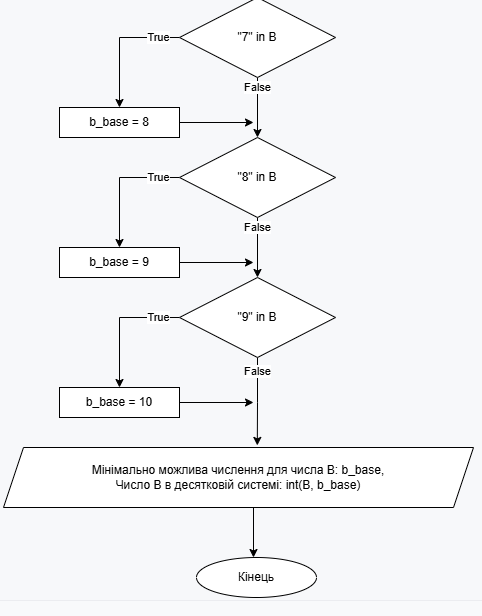 "7" in B
True
False
b_base = 8
"8" in B
True
False
b_base = 9
"9" in B
True
False
b_base = 10
Мінімально можлива числення для числа B: b_base,
Число B в десятковій системі: int(B, b_base)
Кінець